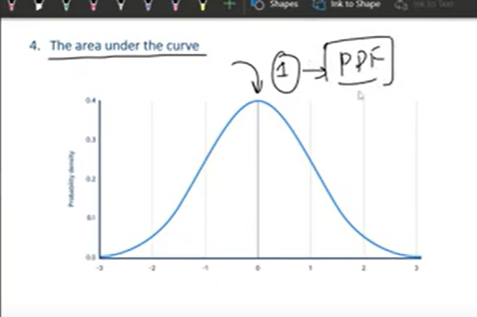 Shapes
Ink to Shape
Ink to Text
4. The area under the curve
1 → PDF
0.4
0.3
0.2
0.1
0.0
Probability density
-3 -2 -1 0 1 2 3